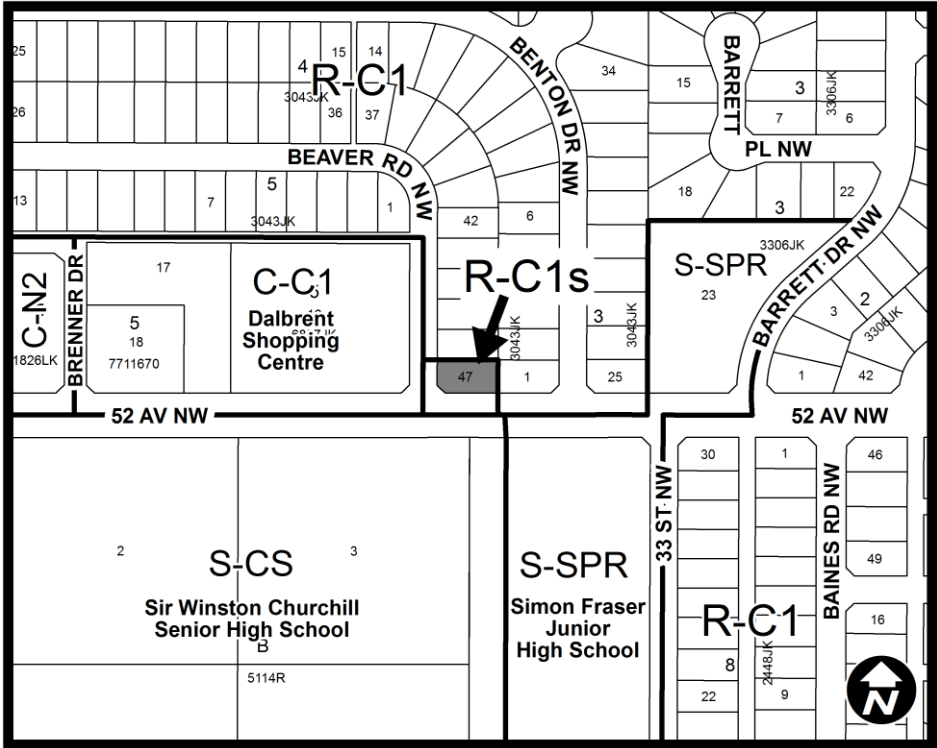 25
4
15
14
R-C1
3043JK
26
36
37
BENTON DR NW
34
BARRETT
15
3
3306JK
7
6
PL NW
BEAVER RD NW
13
7
5
3043JK
1
42
6
18
3
22
C-N2
1826LK
BRENNER DR
17
5
18
7711670
C-C1
Dalbrent
Shopping
Centre
R-C1s
3043JK
47
1
3
3043JK
25
S-SPR
3306JK
23
BARRETT DR NW
3
2
3306JK
1
42
52 AV NW
52 AV NW
2
3
S-CS
Sir Winston Churchill
Senior High School
B
5114R
S-SPR
Simon Fraser
Junior
High School
33 ST NW
30
1
BAINES RD NW
46
49
R-C1
16
8
2448JK
22
9
N